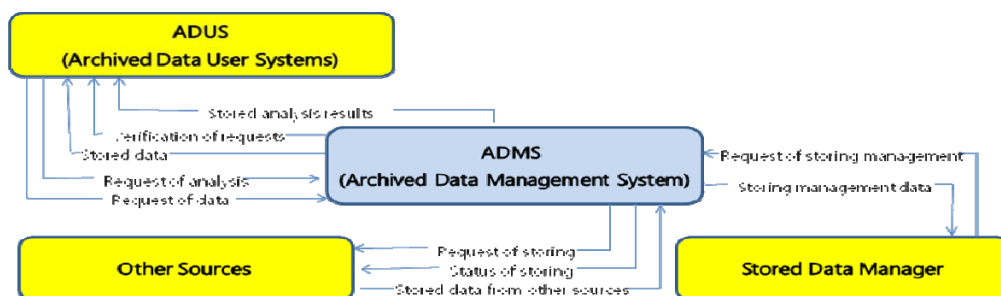 ADUS
(Archived Data User Systems)
Stored analysis results
Verification of requests
Stored data
ADMS
(Archived Data Management System)
Request of storing management
Request of analysis
Storing management data
Request of data
Request of storing
Other Sources
Status of storing
Stored Data Manager
Stored data from other sources